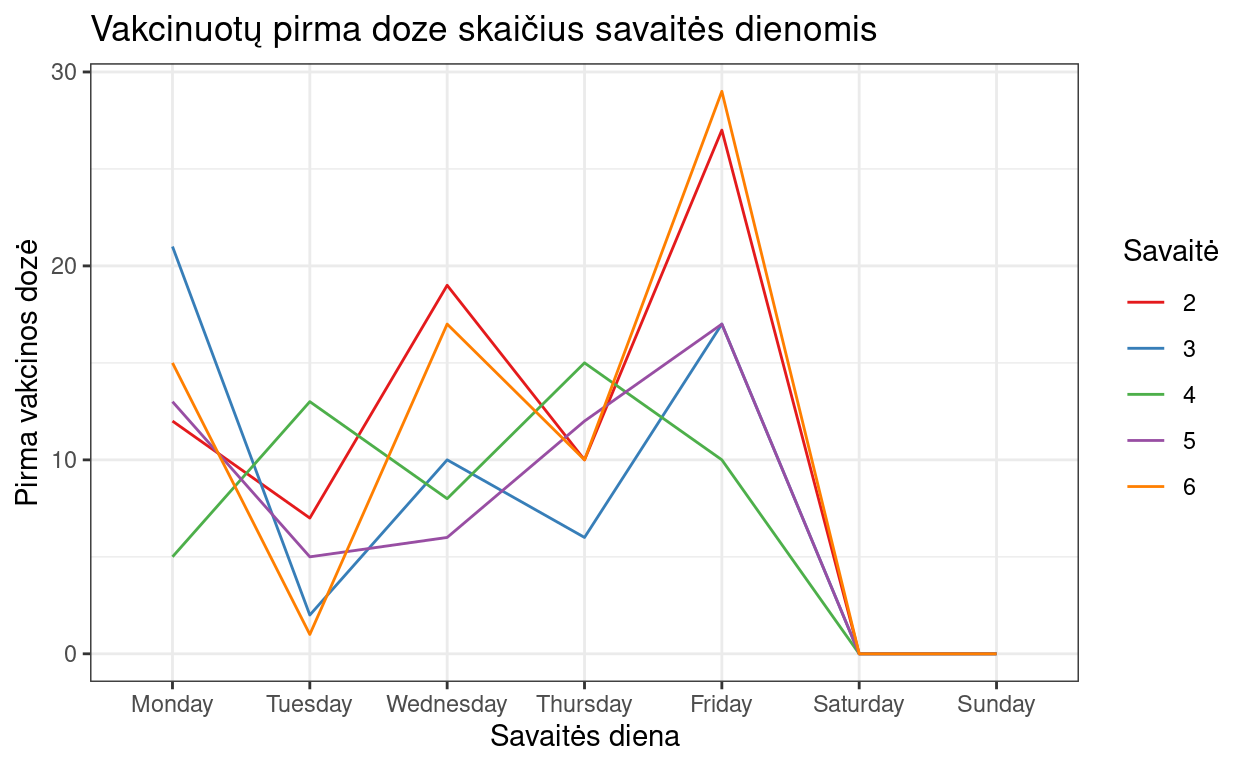 Vakcinuotų pirma doze skaičius savaitės dienomis
Pirma vakcinos dozė
30
20
10
0
Monday
Tuesday
Wednesday
Thursday
Friday
Saturday
Sunday
Savaitės diena
Savaitė
2
3
4
5
6